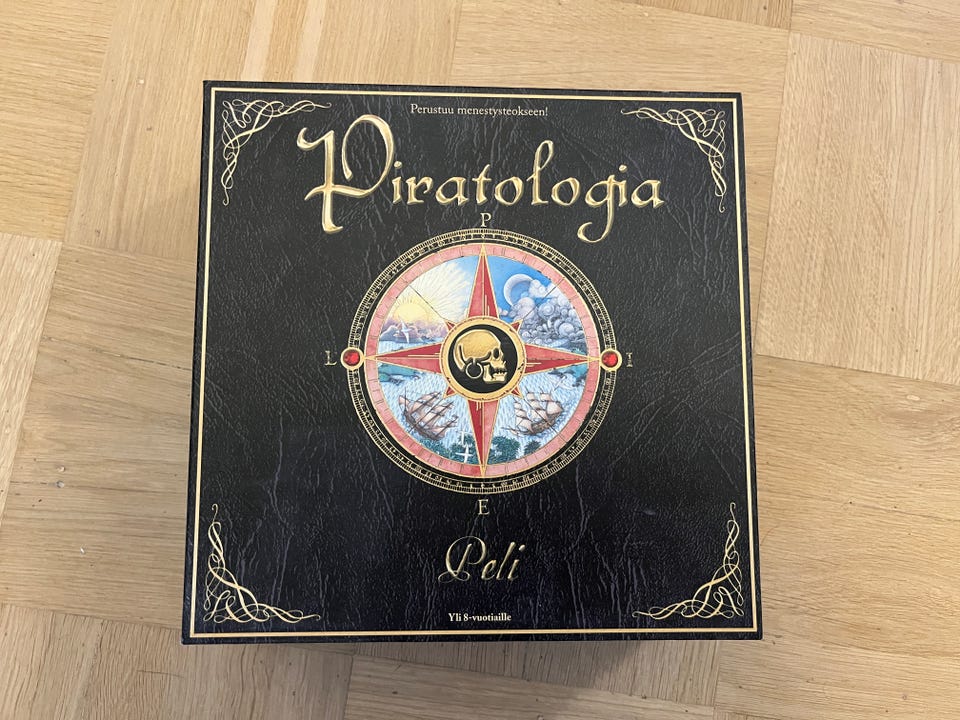 Perustuu menestysteokseen!
Piratologia
P
L I
E
Peli
Yli 8-vuotiaille